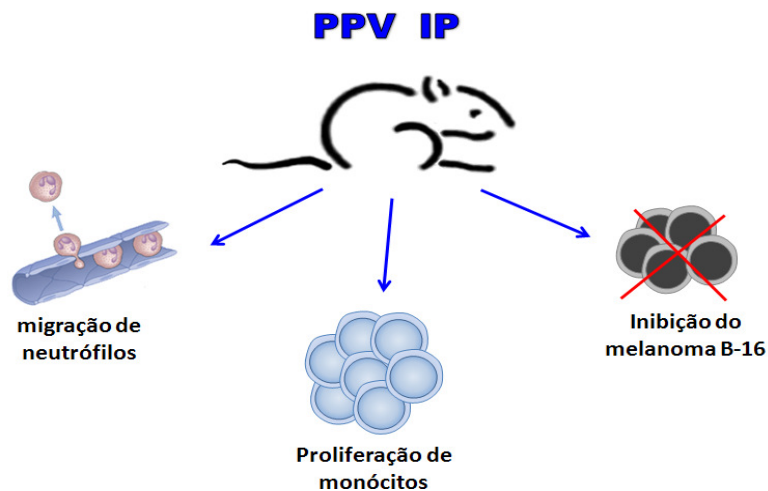 PPV IP
migração de
neutrófilos
Proliferação de
monócitos
Inibição do
melanoma B-16